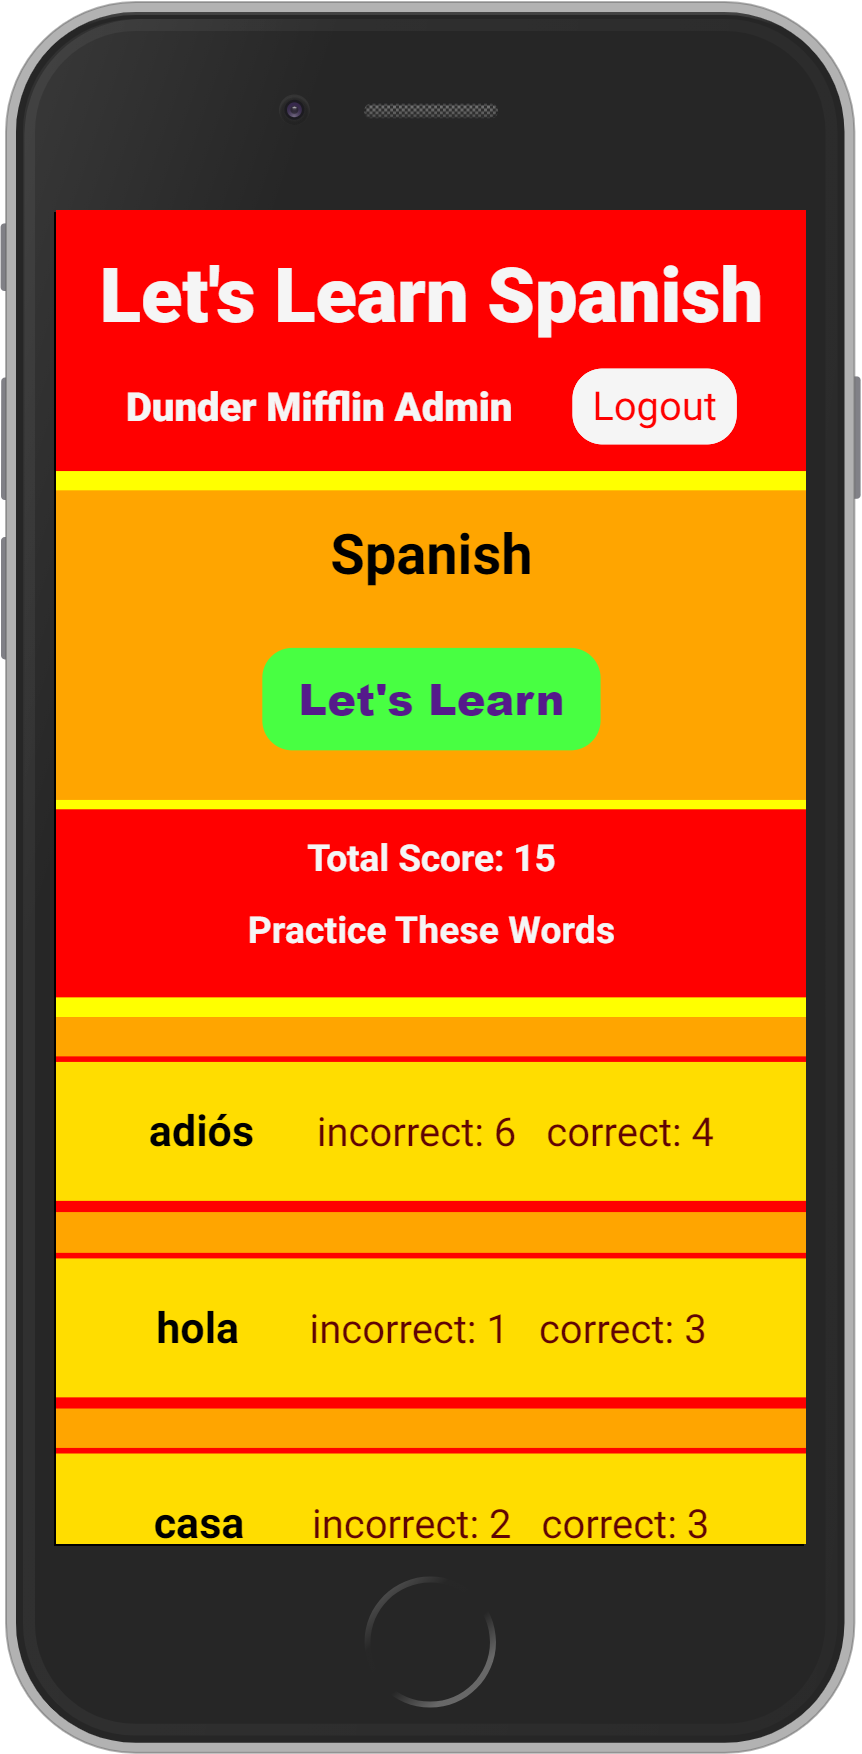 Let's Learn Spanish
Dunder Mifflin Admin Logout
Spanish
Let's Learn
Total Score: 15
Practice These Words
adiós incorrect: 6 correct: 4
hola incorrect: 1 correct: 3
casa incorrect: 2 correct: 3